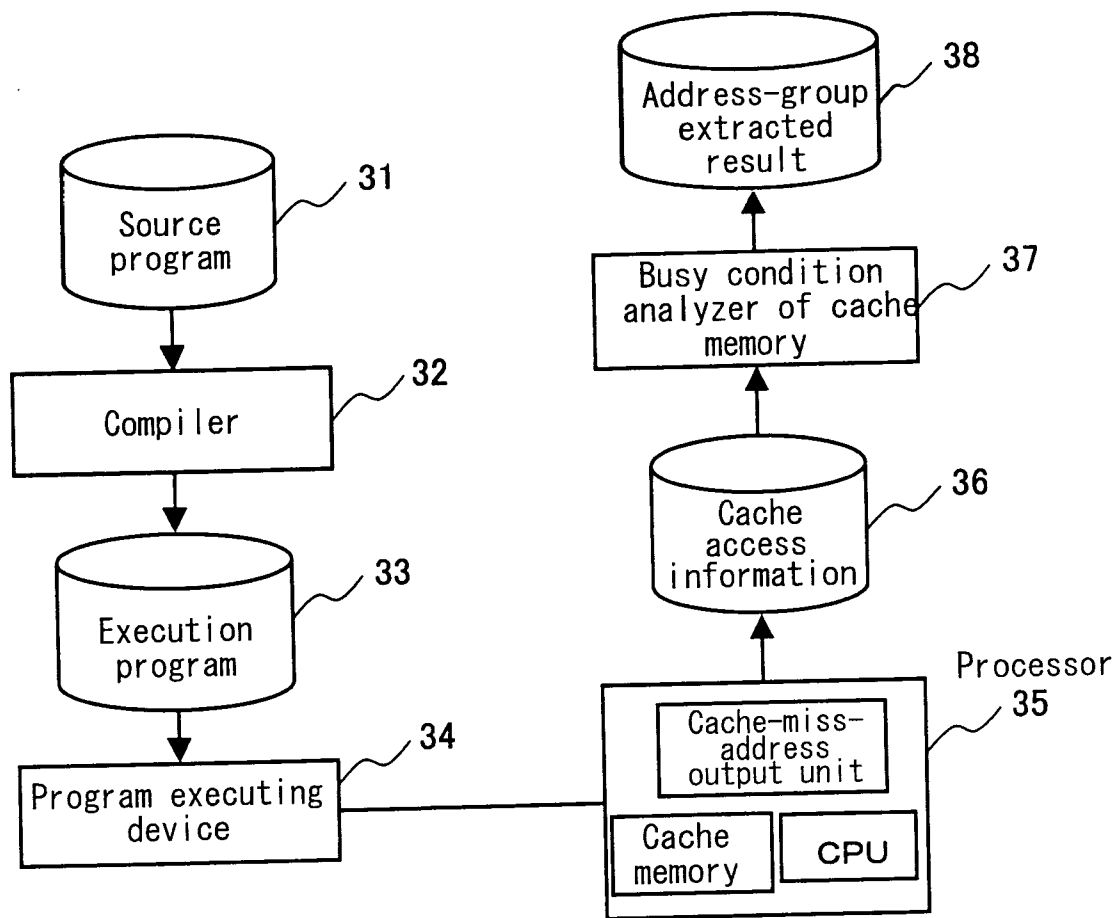 Source
program
31
Compiler
32
Execution
program
33
Program executing
device
34
Address-group
extracted
result
38
Busy condition
analyzer of cache
memory
37
Cache
access
information
36
Processor
35
Cache-miss-
address
output unit
Cache
memory
CPU